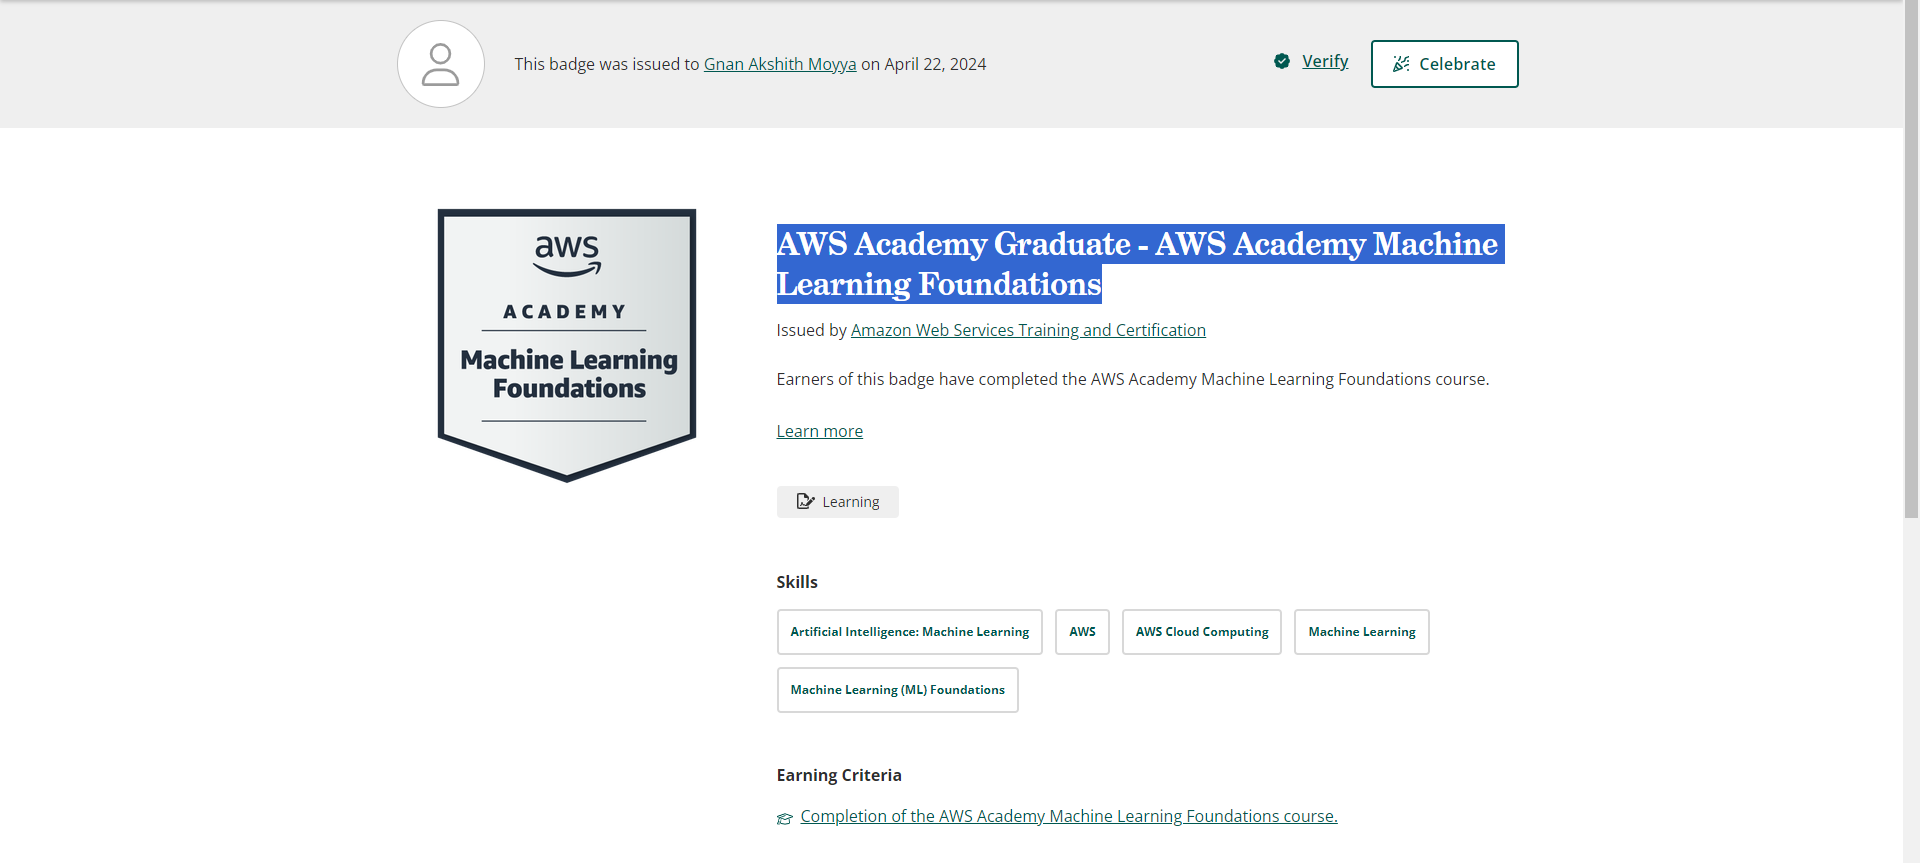 This badge was issued to Gnan Akshith Moyya on April 22, 2024
Verify
Celebrate
aws
ACADEMY
Machine Learning
Foundations
AWS Academy Graduate - AWS Academy Machine
Learning Foundations
Issued by Amazon Web Services Training and Certification
Earners of this badge have completed the AWS Academy Machine Learning Foundations course.
Learn more
Learning
Skills
Artificial Intelligence: Machine Learning
AWS
AWS Cloud Computing
Machine Learning
Machine Learning (ML) Foundations
Earning Criteria
Completion of the AWS Academy Machine Learning Foundations course.